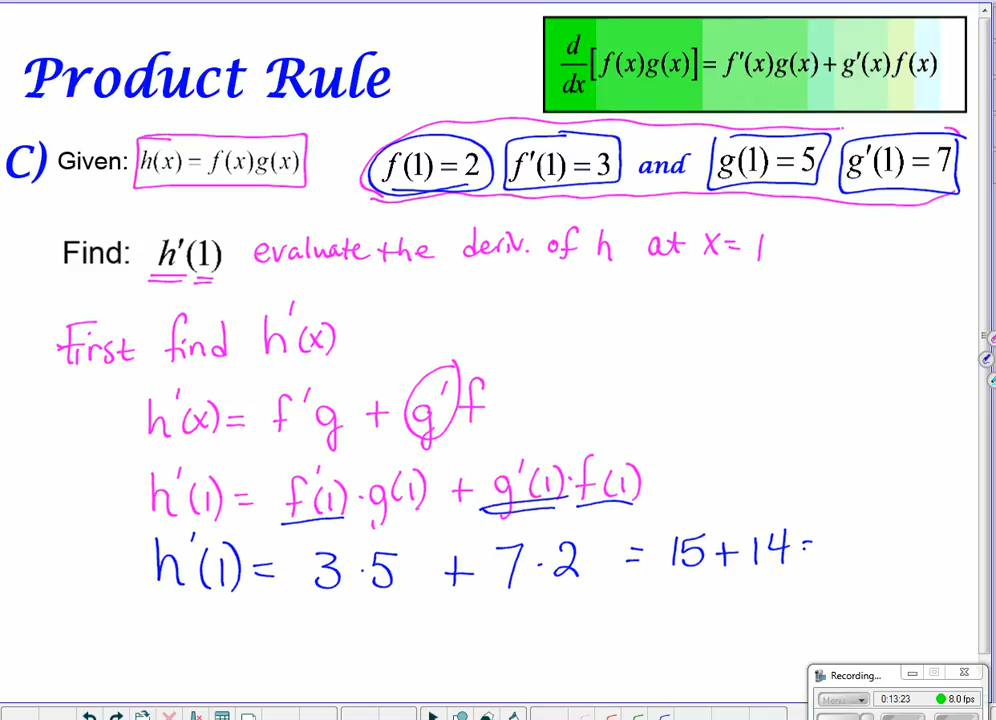 Product Rule
d/dx [f(x)g(x)] = f'(x)g(x) + g'(x)f(x)
C) Given: h(x) = f(x)g(x) f(1) = 2 f'(1) = 3 and g(1) = 5 g'(1) = 7
Find: h'(1) evaluate the deriv. of h at x = 1
First find h'(x)
h'(x) = f'g + g'f
h'(1) = f'(1)·g(1) + g'(1)·f(1)
h'(1) = 3·5 + 7·2 = 15 + 14 =
Recording...
Menu 0:13:23 8.0 fps